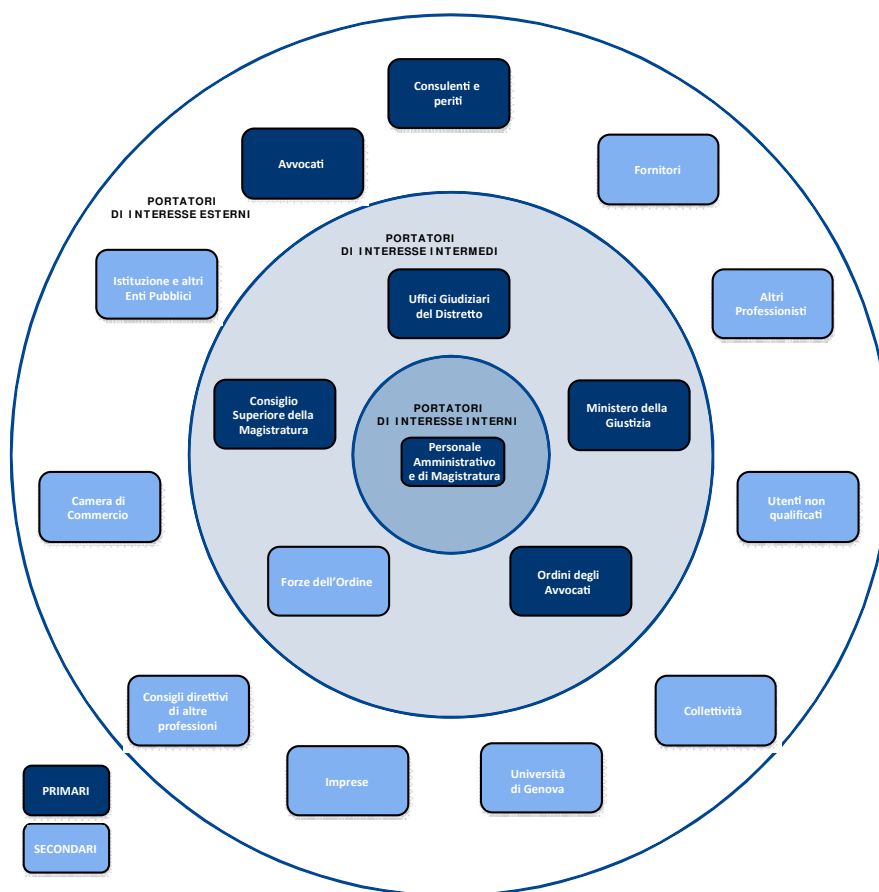 Consulenti e
periti
Avvocati
Fornitori
PORTATORI
DI INTERESSE ESTERNI
PORTATORI
DI INTERESSE INTERMEDI
Istituzione e altri
Enti Pubblici
Uffici Giudiziari
del Distretto
Altri
Professionisti
Consiglio
Superiore della
Magistratura
PORTATORI
DI INTERESSE INTERNI
Ministero della
Giustizia
Personale
Amministrativo
e di Magistratura
Camera di
Commercio
Utenti non
qualificati
Forze dell'Ordine
Ordini degli
Avvocati
Consigli direttivi
di altre
professioni
Collettività
Imprese
Università
di Genova
PRIMARI
SECONDARI